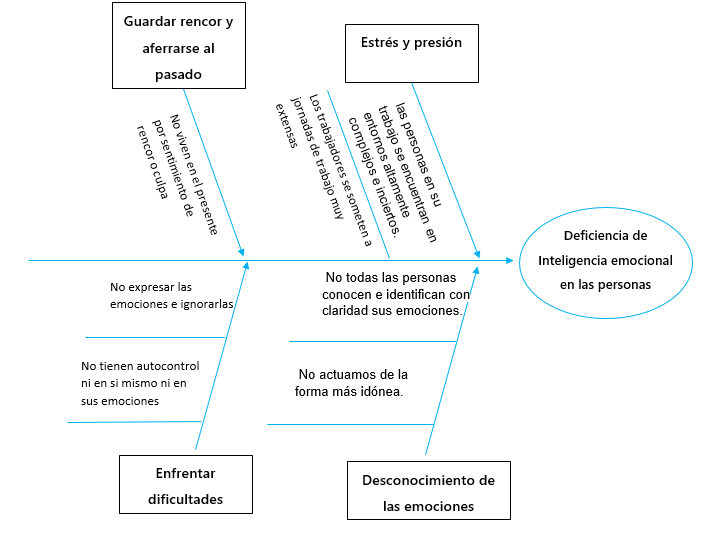 Guardar rencor y
aferrarse al
pasado
Estrés y presión
No viven en el presente
por sentimiento de
rencor o culpa
Los trabajadores se someten a
jornadas de trabajo muy
extensas
las personas en su
trabajo se encuentran en
entornos altamente
complejos e inciertos.
Deficiencia de
Inteligencia emocional
en las personas
No expresar las
emociones e ignorarlas
No todas las personas
conocen e identifican con
claridad sus emociones.
No tienen autocontrol
ni en si mismo ni en
sus emociones
No actuamos de la
forma más idónea.
Enfrentar
dificultades
Desconocimiento de
las emociones